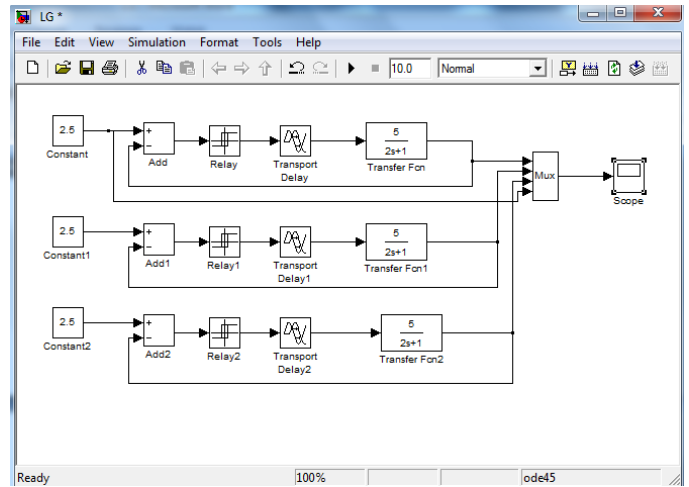 LG *
File Edit View Simulation Format Tools Help
10.0 Normal
2.5
Constant
+
−
Add
Relay
Transport
Delay
5
2s+1
Transfer Fcn
Mux
Scope
2.5
Constant1
+
−
Add1
Relay1
Transport
Delay1
5
2s+1
Transfer Fcn1
2.5
Constant2
+
−
Add2
Relay2
Transport
Delay2
5
2s+1
Transfer Fcn2
Ready 100% ode45